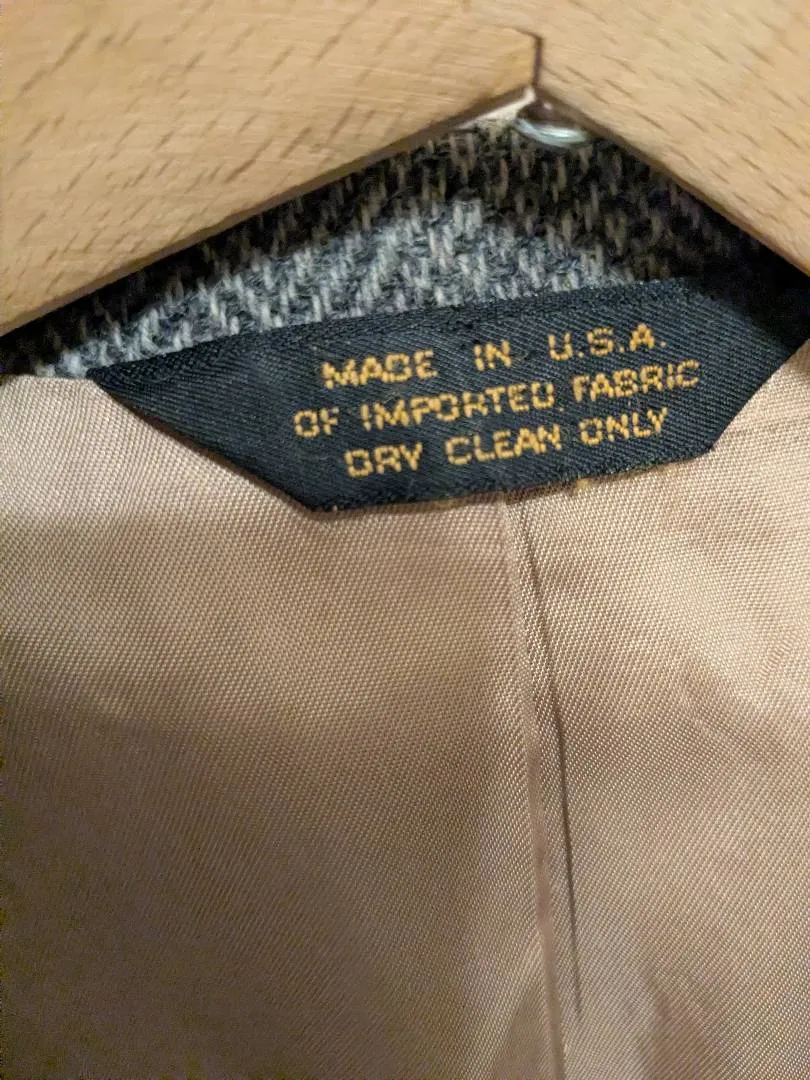 MADE IN U.S.A.
OF IMPORTED FABRIC
DRY CLEAN ONLY